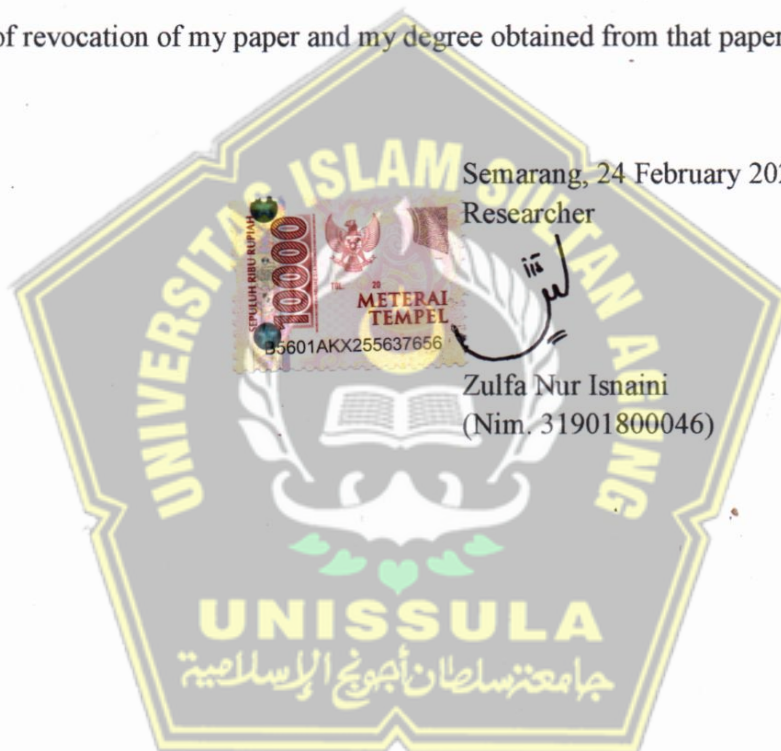 of revocation of my paper and my degree obtained from that paper
Semarang, 24 February 202
Researcher
SEPULUH RIBU RUPIAH
10000
TGL. 20
METERAI
TEMPEL
35601AKX255637656
Zulfa Nur Isnaini
(Nim. 31901800046)
UNIVERSITAS ISLAM SULTAN AGUNG
UNISSULA
جامعة سلطان أجونج الإسلامية